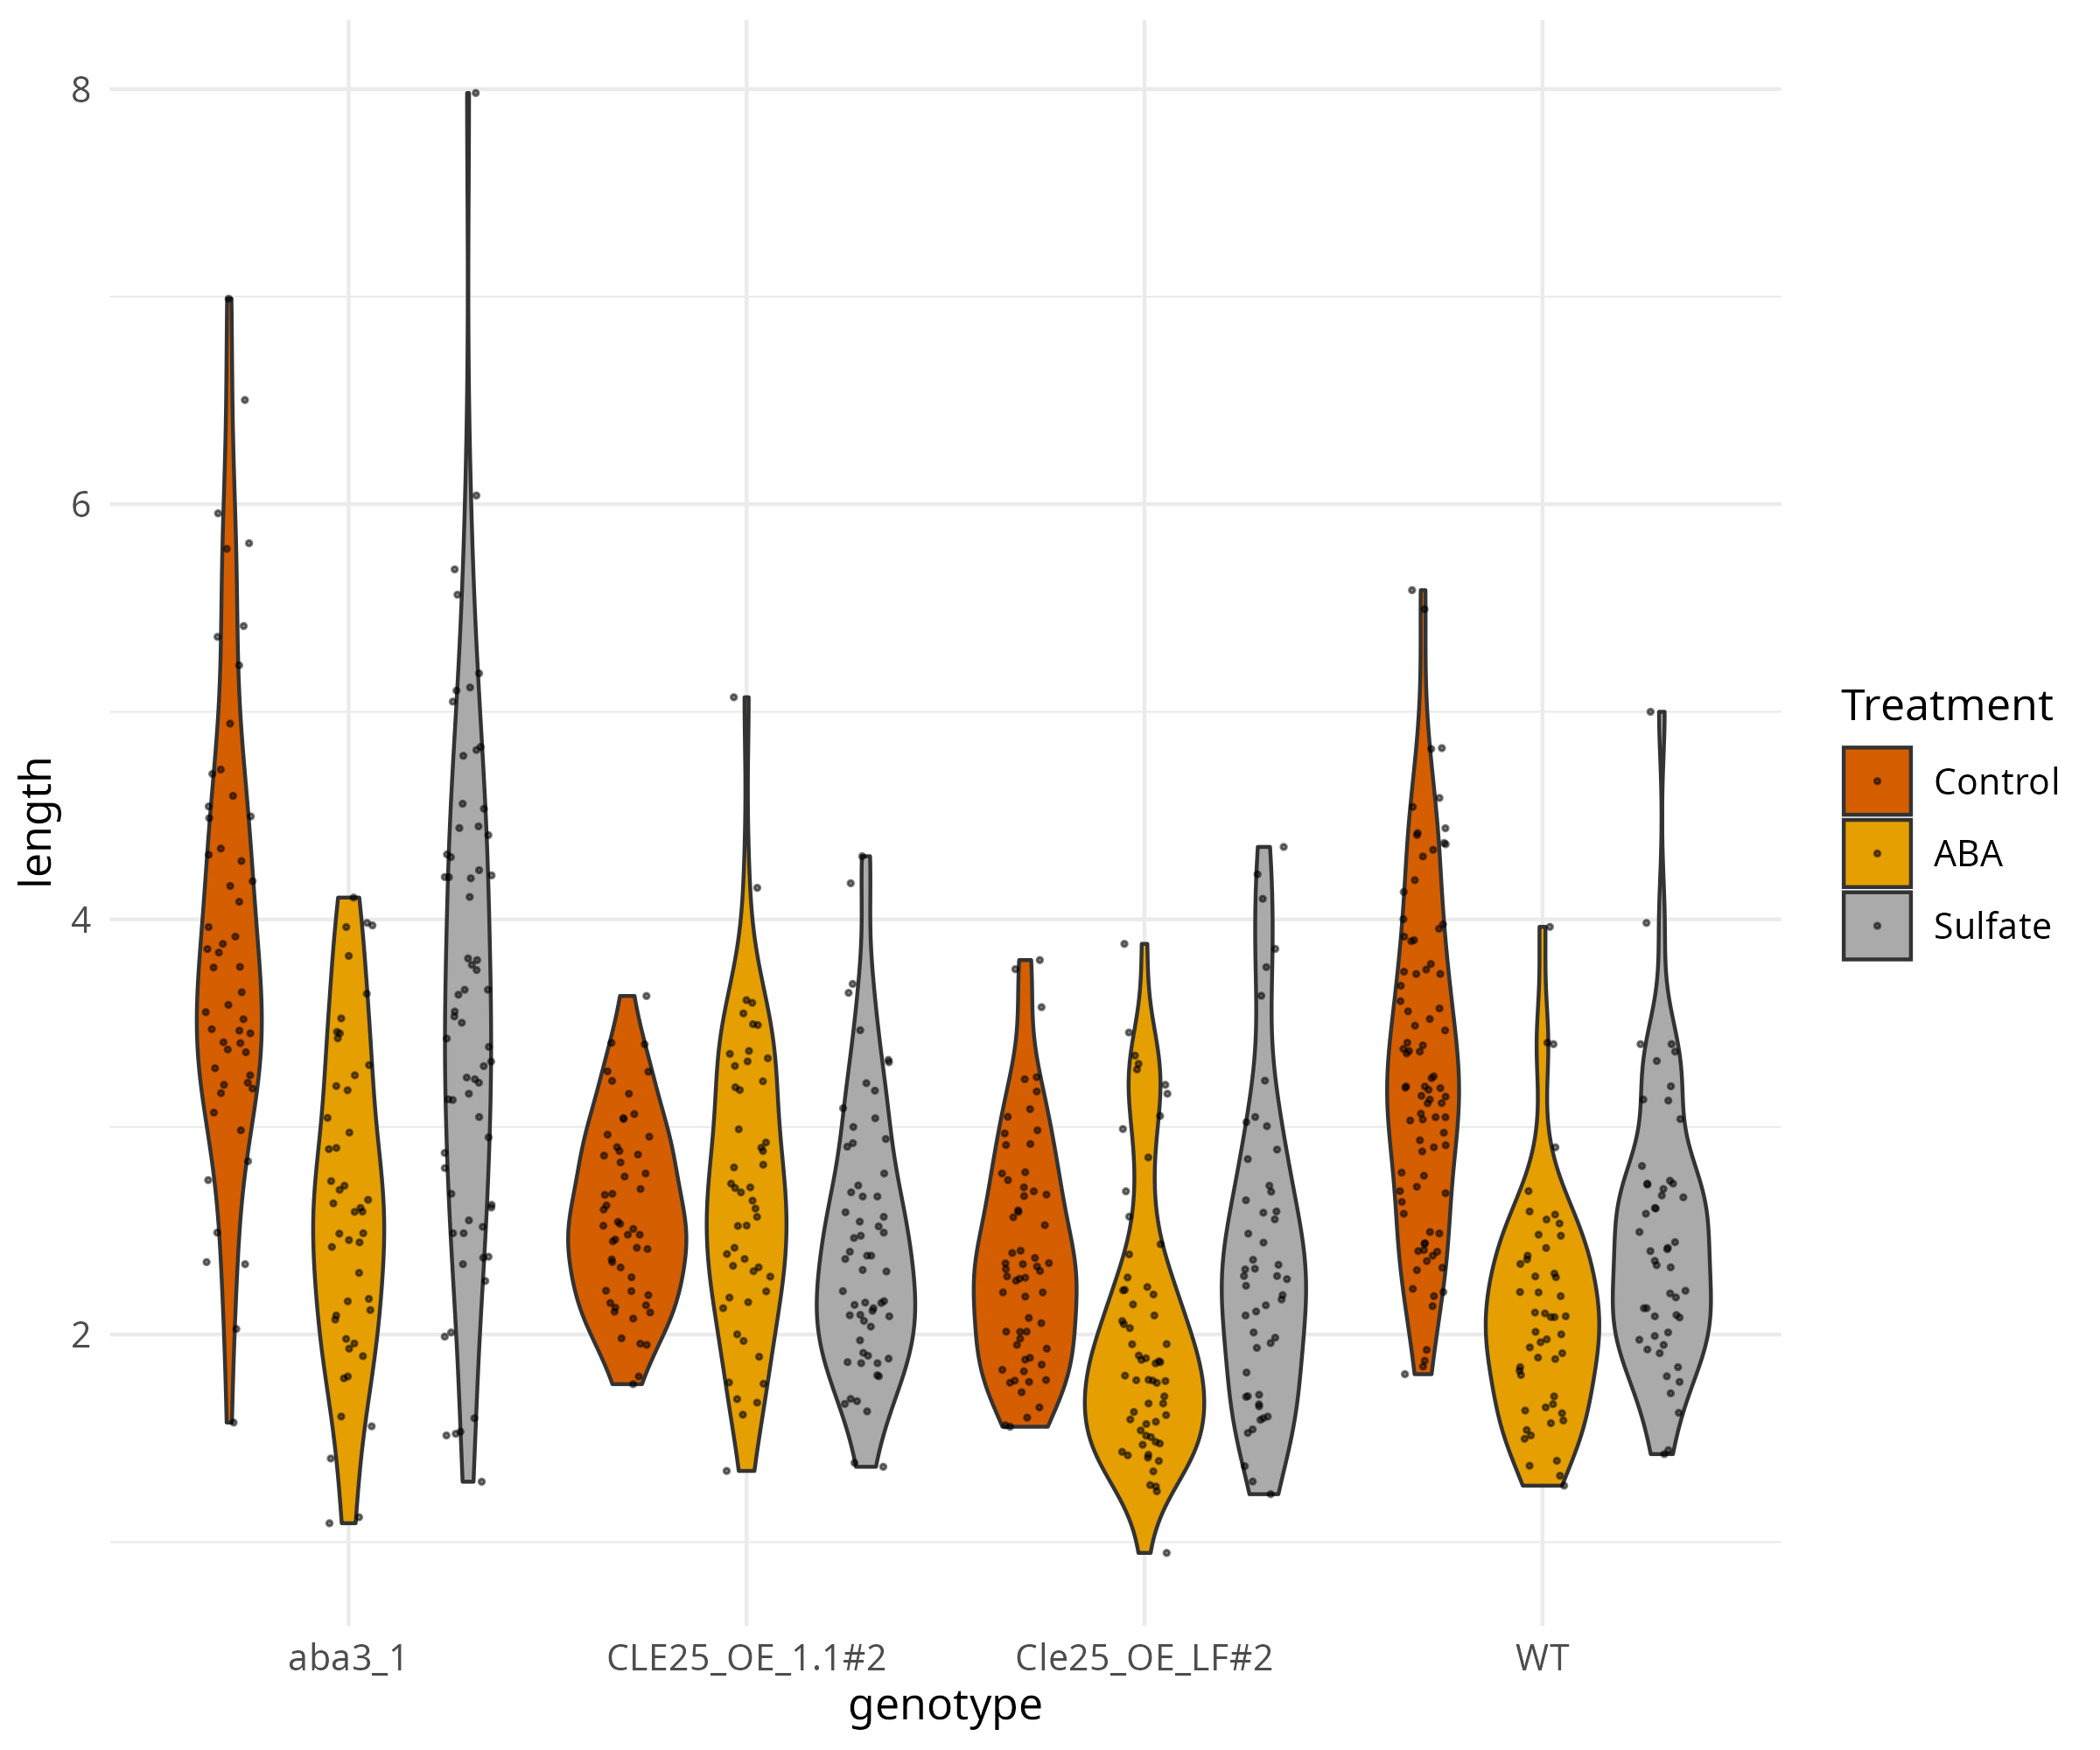 8
6
4
2
length
aba3_1
CLE25_OE_1.1#2
Cle25_OE_LF#2
WT
genotype
Treatment
Control
ABA
Sulfate